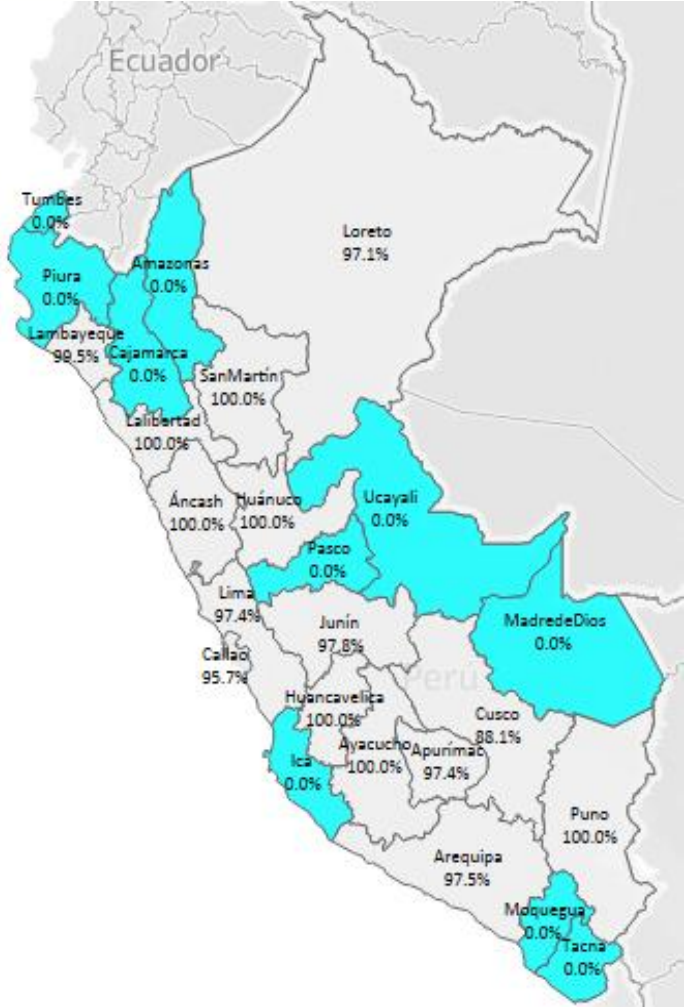 Ecuador
Tumbes
0.0%
Loreto
97.1%
Amazonas
0.0%
Piura
0.0%
Lambayeque
99.5%
Cajamarca
0.0%
SanMartín
100.0%
Lalibertad
100.0%
Áncash
100.0%
Huánuco
100.0%
Ucayali
0.0%
Pasco
0.0%
Lima
97.4%
Junín
97.8%
MadredeDios
0.0%
Callao
95.7%
Perú
Huancavelica
100.0%
Cusco
88.1%
Ayacucho
100.0%
Apurímac
97.4%
Ica
0.0%
Puno
100.0%
Arequipa
97.5%
Moquegua
0.0%
Tacna
0.0%